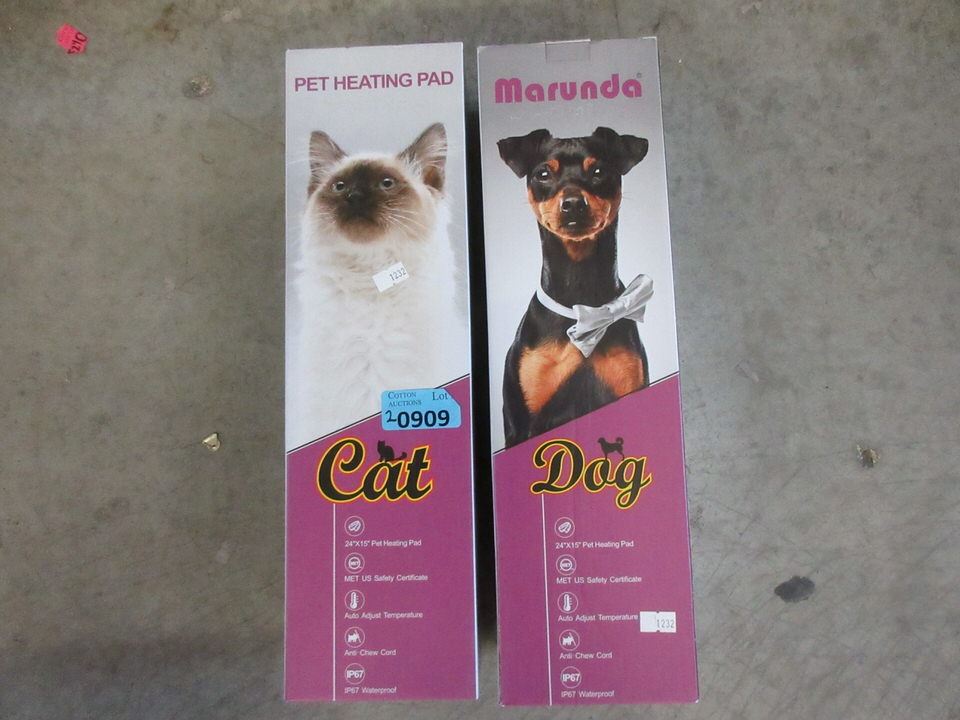 PET HEATING PAD
1232
COTTON AUCTIONS Lot
2 0909
Cat
24"X15" Pet Heating Pad
MET
MET US Safety Certificate
Auto Adjust Temperature
Anti Chew Cord
IP67
IP67 Waterproof
Marunda®
Dog
24"X15" Pet Heating Pad
MET
MET US Safety Certificate
Auto Adjust Temperature
1232
Anti Chew Cord
IP67
IP67 Waterproof